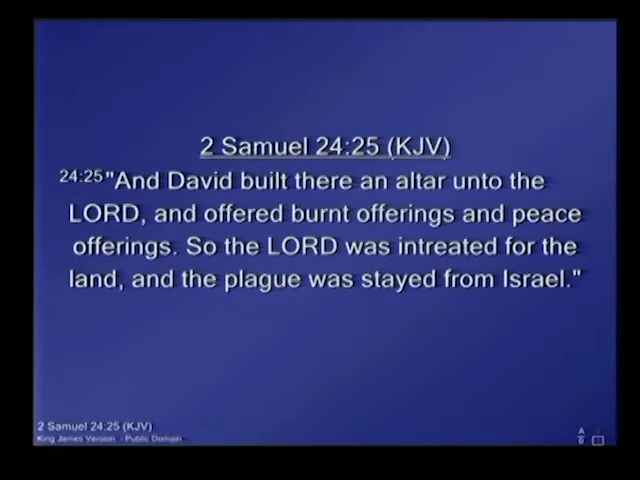 2 Samuel 24:25 (KJV)
24:25"And David built there an altar unto the
LORD, and offered burnt offerings and peace
offerings. So the LORD was intreated for the
land, and the plague was stayed from Israel."
2 Samuel 24:25 (KJV)
King James Version - Public Domain
A